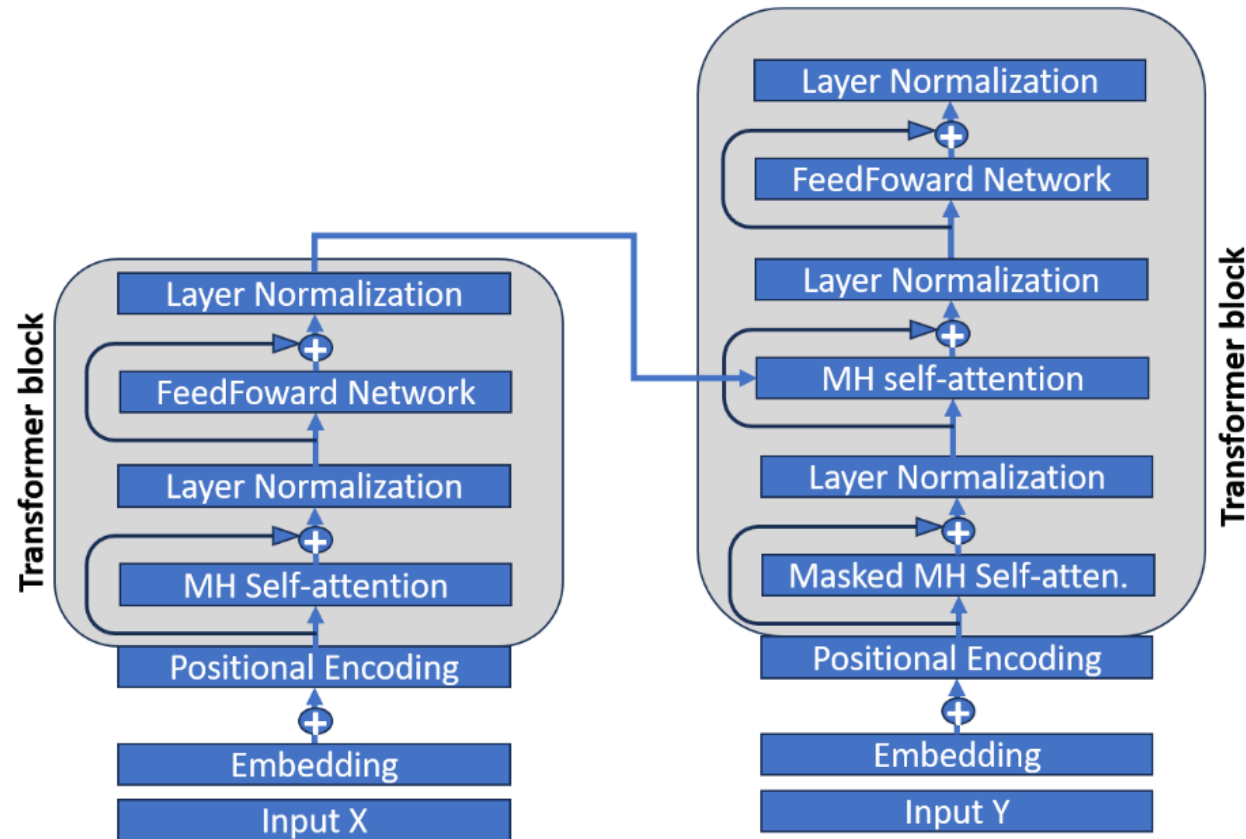 Transformer block
Layer Normalization
FeedFoward Network
Layer Normalization
MH Self-attention
Positional Encoding
Embedding
Input X
Layer Normalization
FeedFoward Network
Layer Normalization
MH self-attention
Layer Normalization
Masked MH Self-atten.
Positional Encoding
Embedding
Input Y
Transformer block